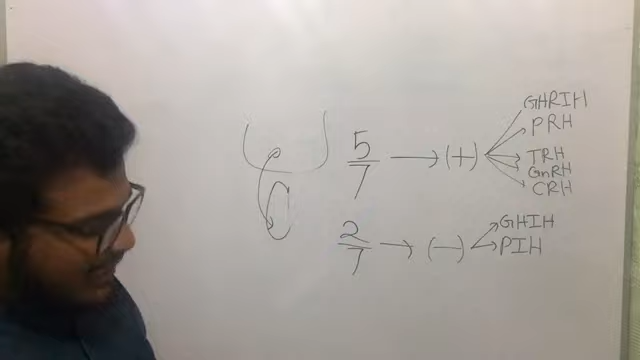 5/7 → (+)
GHRIH
PRH
TRH
GnRH
CRH
2/7 → (—)
GHIH
PIH